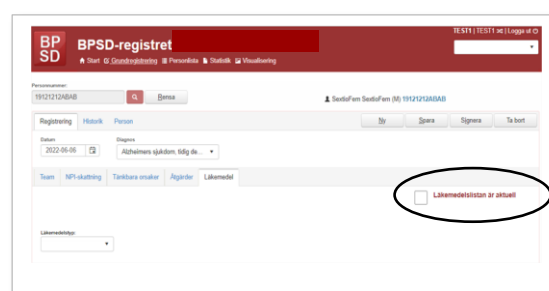 TEST1 | TEST1 | Logga ut
BP SD
BPSD-registret
Start Grundregistrering Personlista Statistik Visualisering
Personnummer:
19121212ABAB Rensa SextioFem SextioFem (M) 19121212ABAB
Registrering Historik Person Ny Spara Signera Ta bort
Datum Diagnos
2022-06-06 Alzheimers sjukdom, tidig de...
Team NPI-skattning Tänkbara orsaker Åtgärder Läkemedel
Läkemedelslistan är aktuell
Läkemedelstyp: